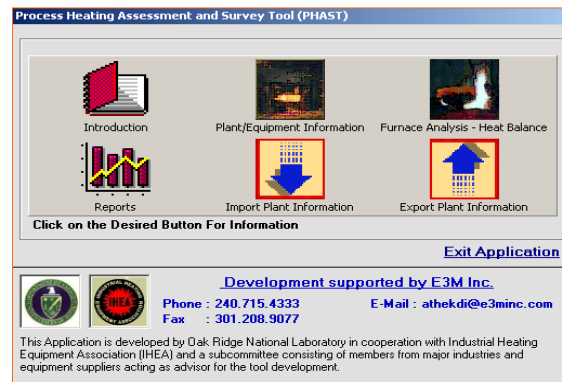 Process Heating Assessment and Survey Tool (PHAST)
Introduction
Plant/Equipment Information
Furnace Analysis - Heat Balance
Reports
Import Plant Information
Export Plant Information
Click on the Desired Button For Information
Exit Application
Development supported by E3M Inc.
Phone : 240.715.4333
E-Mail : athekdi@e3minc.com
Fax : 301.208.9077
IHEA
This Application is developed by Oak Ridge National Laboratory in cooperation with Industrial Heating
Equipment Association (IHEA) and a subcommittee consisting of members from major industries and
equipment suppliers acting as advisor for the tool development.